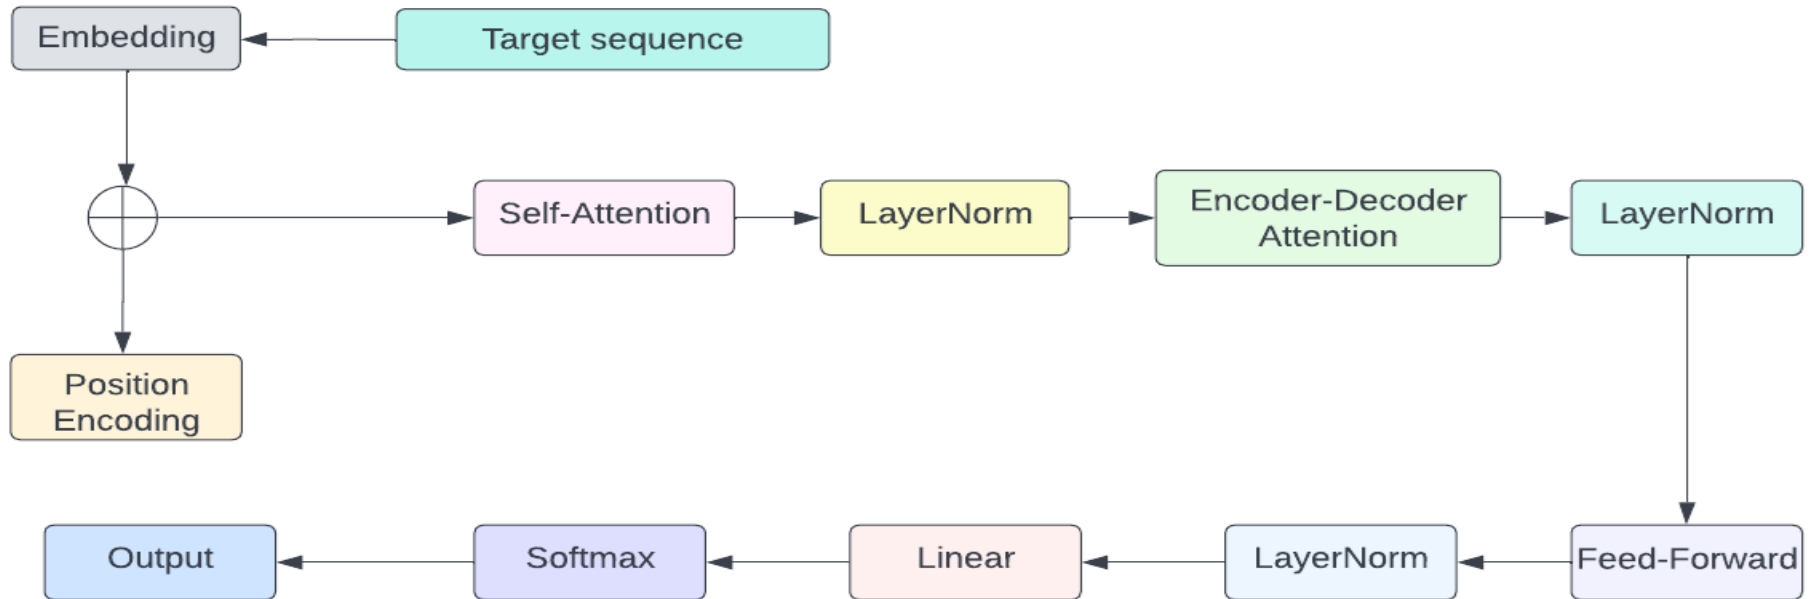 Embedding
Target sequence
Self-Attention
LayerNorm
Encoder-Decoder
Attention
LayerNorm
Position
Encoding
Output
Softmax
Linear
LayerNorm
Feed-Forward